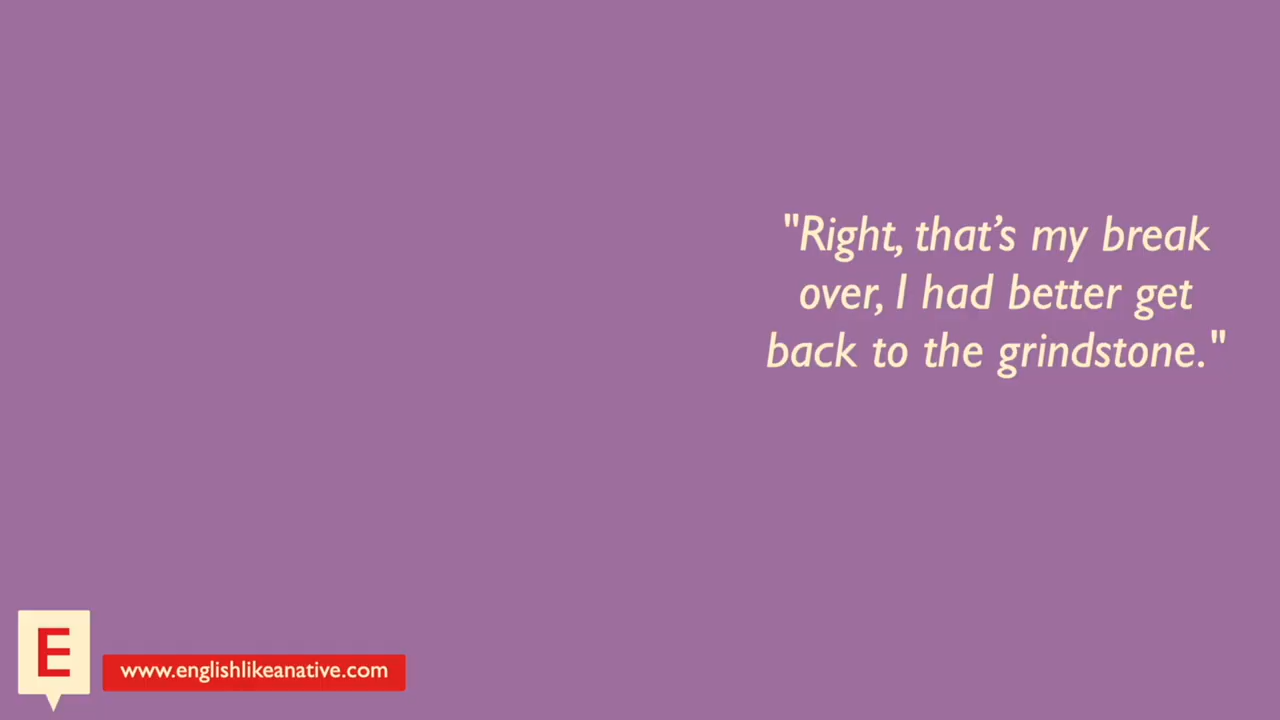 "Right, that’s my break
over, I had better get
back to the grindstone."
E
www.englishlikeanative.com